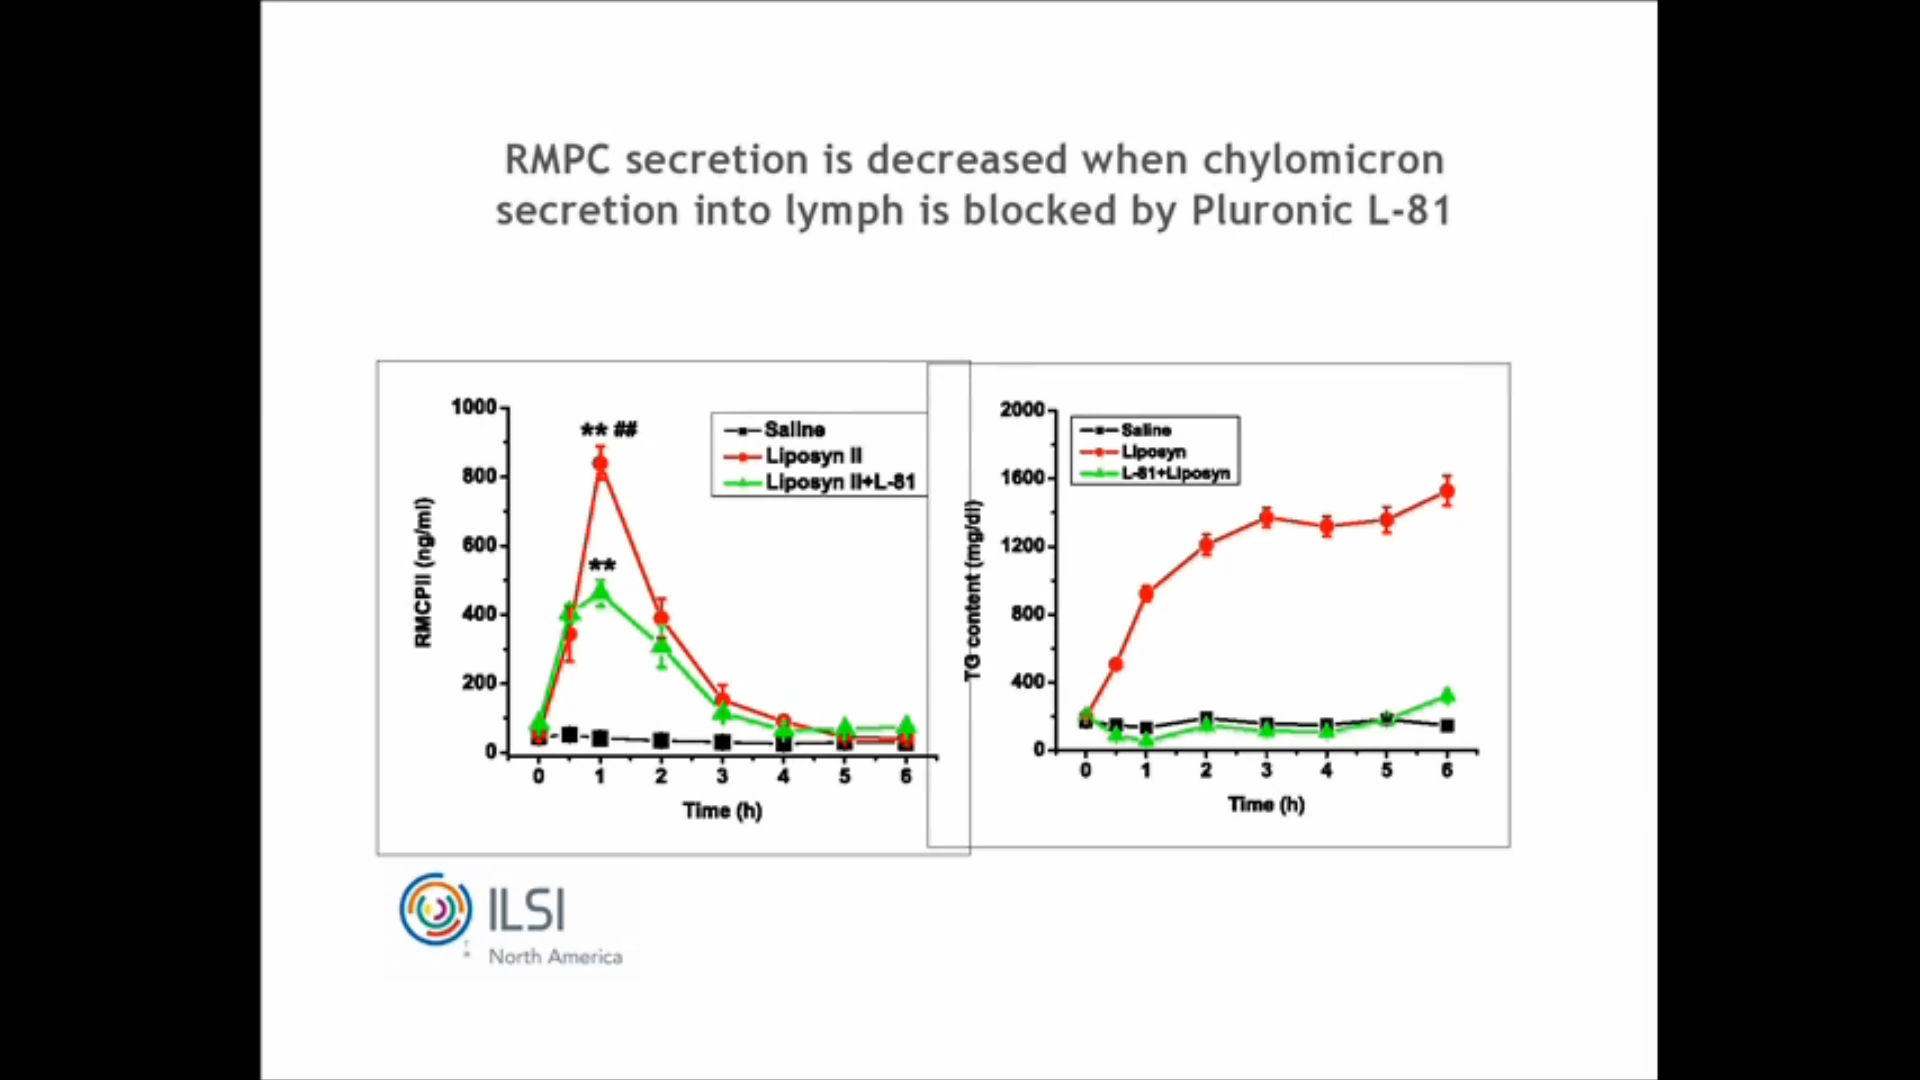 RMPC secretion is decreased when chylomicron
secretion into lymph is blocked by Pluronic L-81
1000
800
600
400
200
0
RMCPII (ng/ml)
** ##
**
Saline
Liposyn II
Liposyn II+L-81
0 1 2 3 4 5 6
Time (h)
2000
1600
1200
800
400
0
TG content (mg/dl)
Saline
Liposyn
L-81+Liposyn
0 1 2 3 4 5 6
Time (h)
ILSI
North America